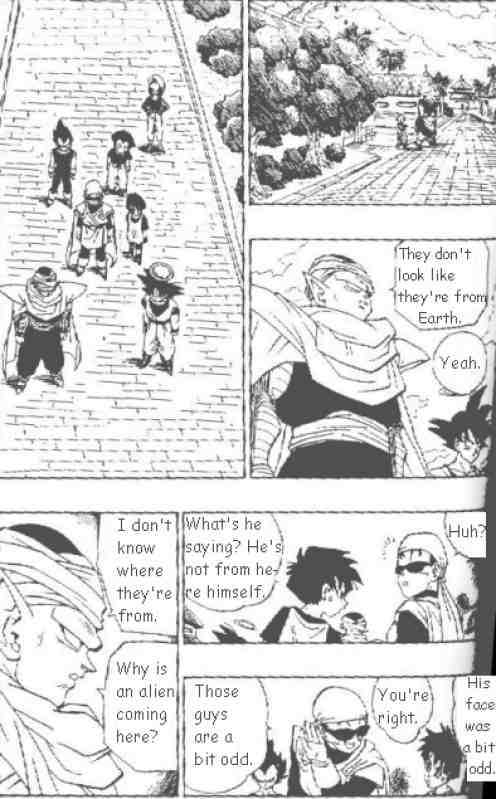 They don't
look like
they're from
Earth.
Yeah.
I don't
know
where
they're
from.
Why is
an alien
coming
here?
What's he
saying? He's
not from he-
re himself.
Huh?
Those
guys
are a
bit odd.
You're
right.
His
face
was
a bit
odd.